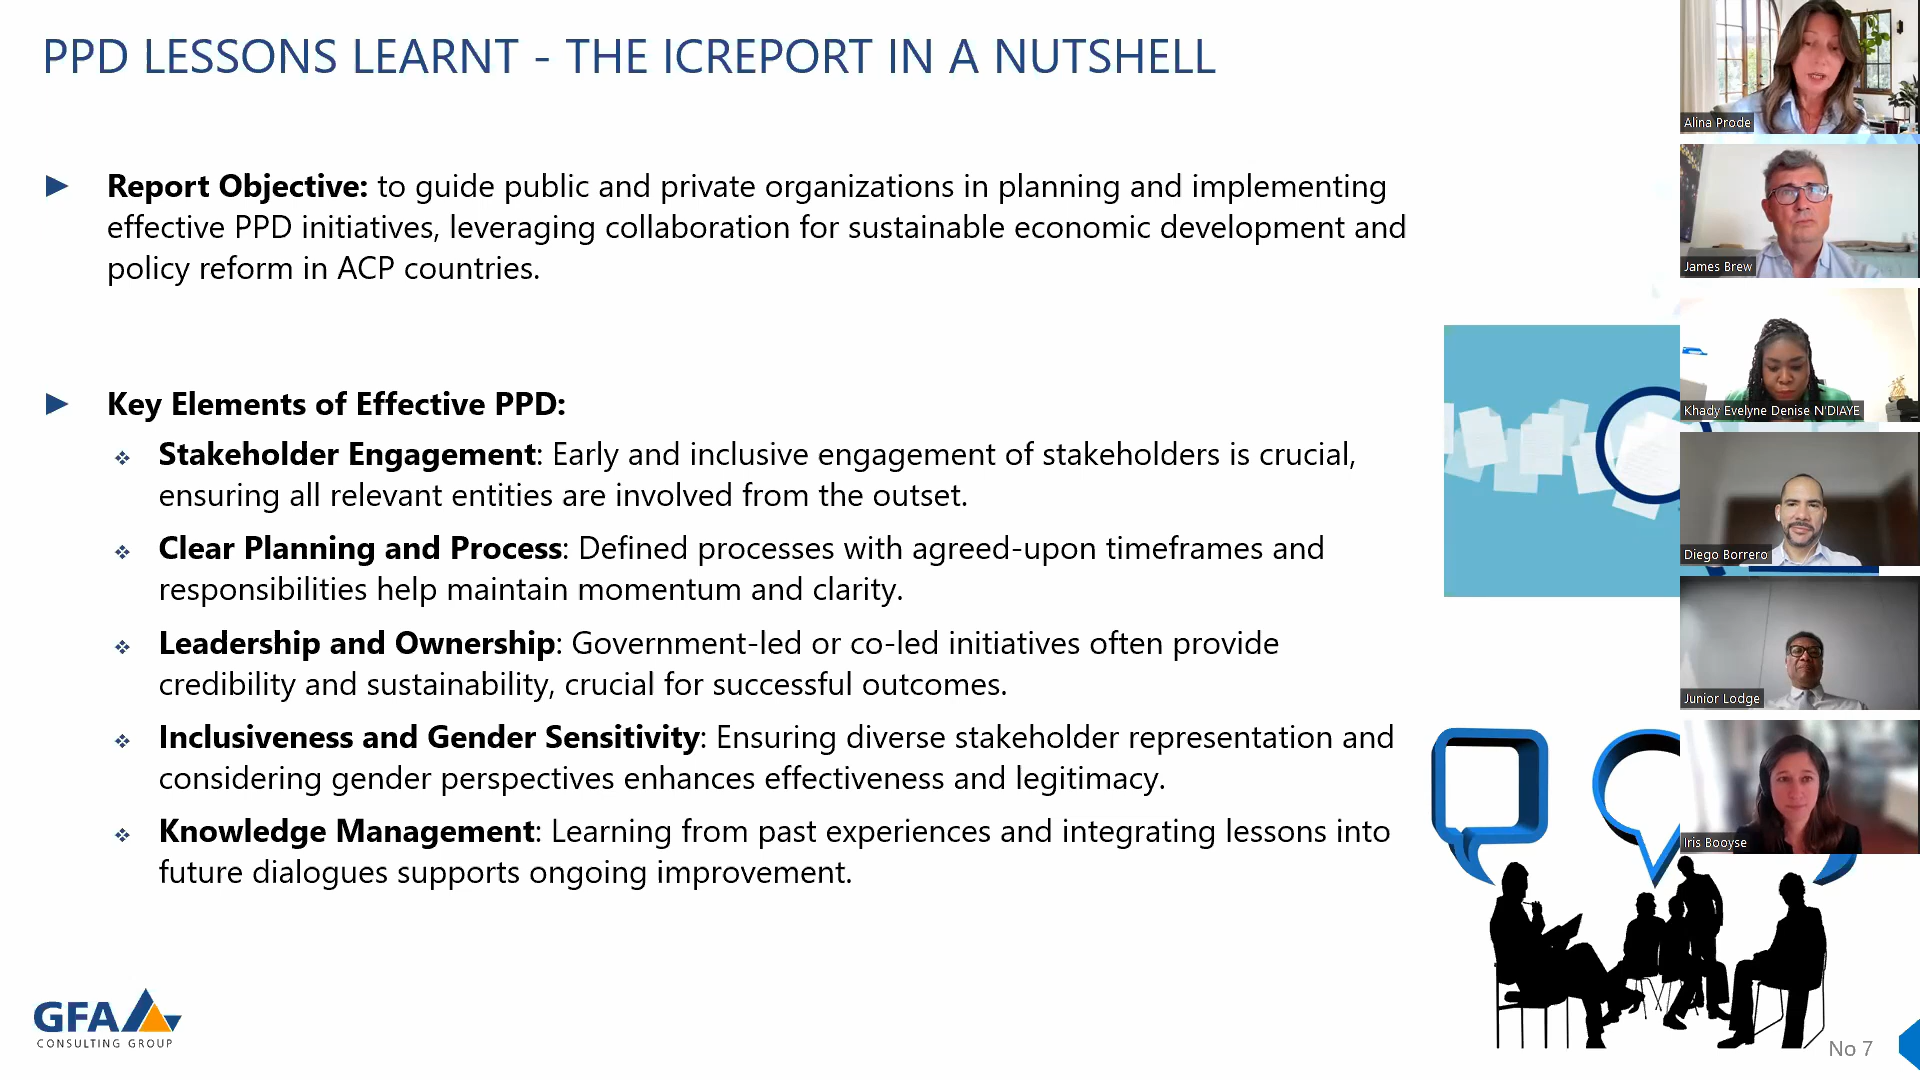 PPD LESSONS LEARNT - THE ICREPORT IN A NUTSHELL
Report Objective: to guide public and private organizations in planning and implementing
effective PPD initiatives, leveraging collaboration for sustainable economic development and
policy reform in ACP countries.
Key Elements of Effective PPD:
Stakeholder Engagement: Early and inclusive engagement of stakeholders is crucial,
ensuring all relevant entities are involved from the outset.
Clear Planning and Process: Defined processes with agreed-upon timeframes and
responsibilities help maintain momentum and clarity.
Leadership and Ownership: Government-led or co-led initiatives often provide
credibility and sustainability, crucial for successful outcomes.
Inclusiveness and Gender Sensitivity: Ensuring diverse stakeholder representation and
considering gender perspectives enhances effectiveness and legitimacy.
Knowledge Management: Learning from past experiences and integrating lessons into
future dialogues supports ongoing improvement.
GFA
CONSULTING GROUP
Alina Prode
James Brew
Khady Evelyne Denise N'DIAYE
Diego Borrero
Junior Lodge
Iris Booyse
No 7